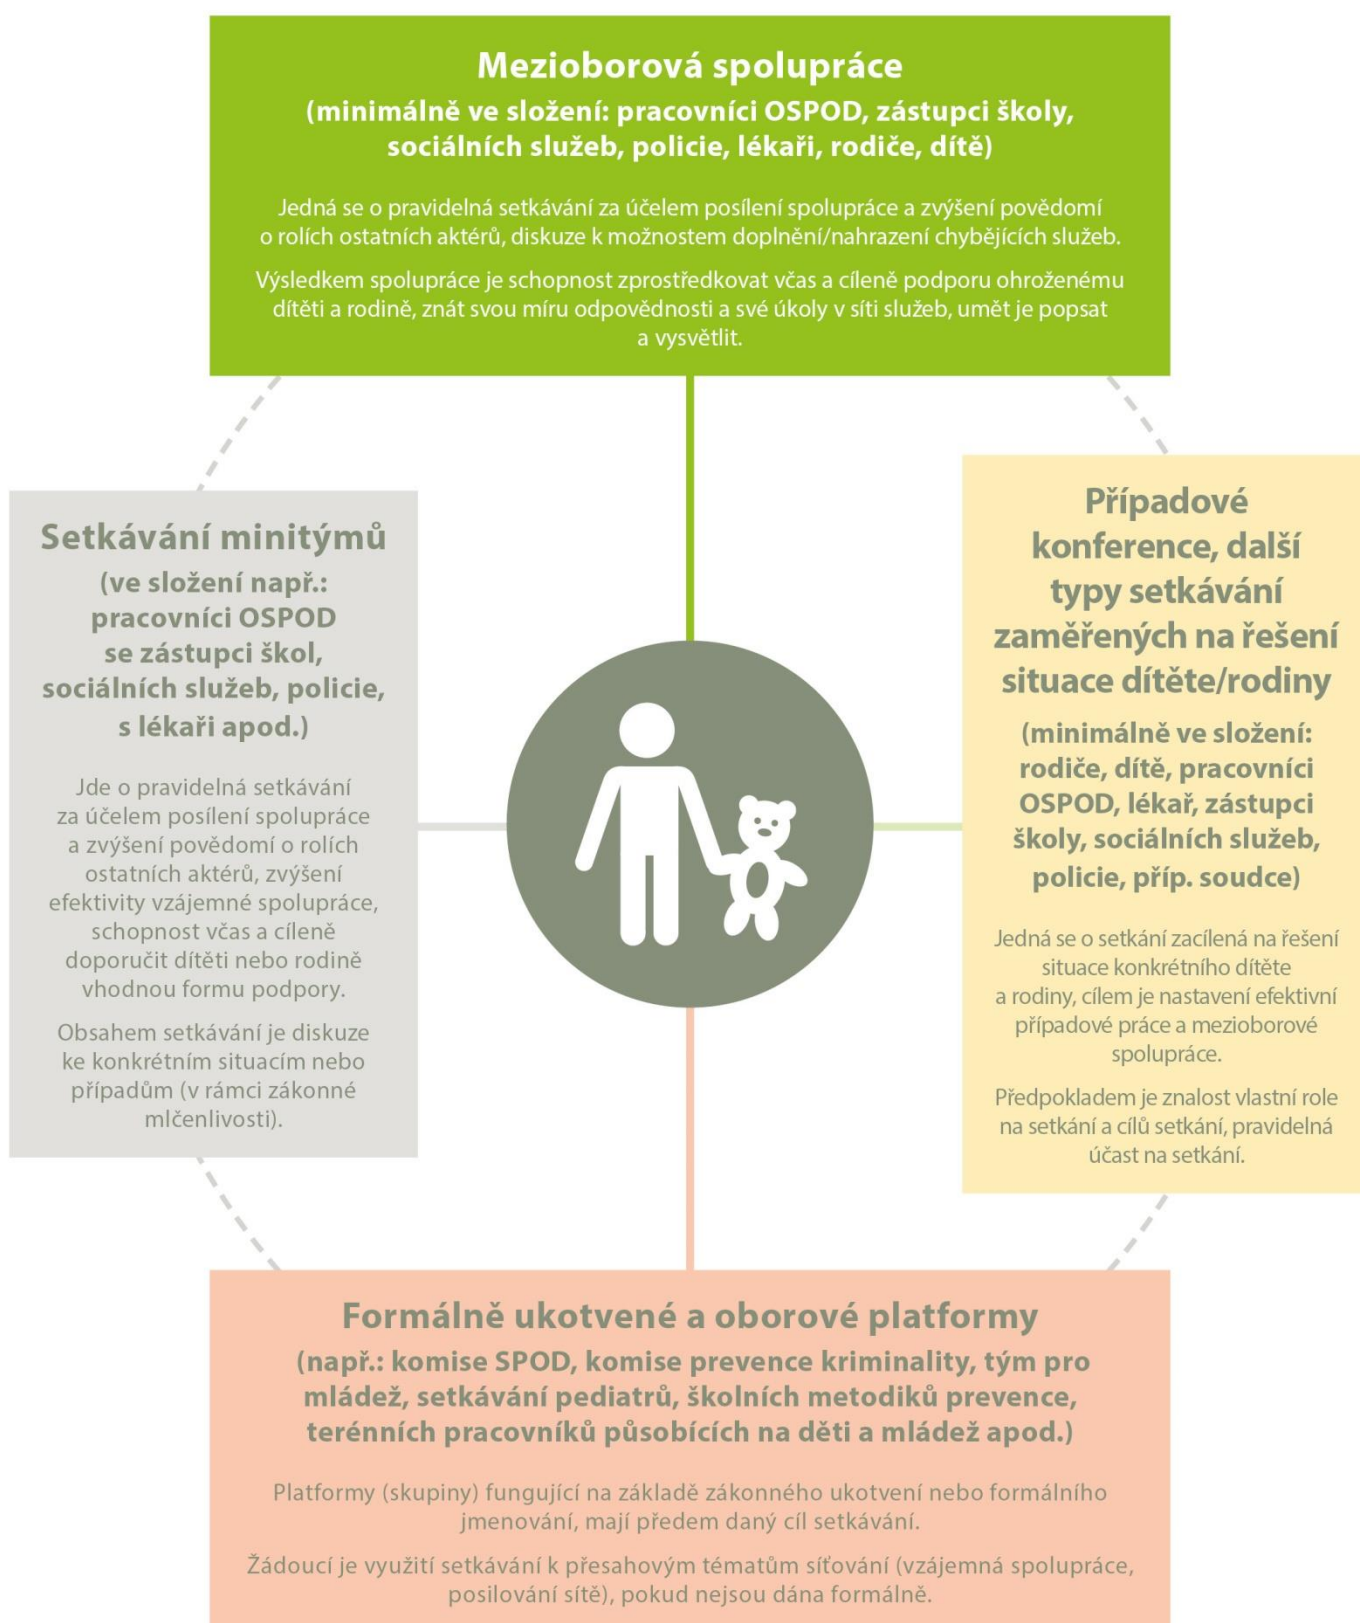 Mezioborová spolupráce
(minimálně ve složení: pracovníci OSPOD, zástupci školy,
sociálních služeb, policie, lékaři, rodiče, dítě)
Jedná se o pravidelná setkávání za účelem posílení spolupráce a zvýšení povědomí
o rolích ostatních aktérů, diskuze k možnostem doplnění/nahrazení chybějících služeb.
Výsledkem spolupráce je schopnost zprostředkovat včas a cíleně podporu ohroženému
dítěti a rodině, znát svou míru odpovědnosti a své úkoly v síti služeb, umět je popsat
a vysvětlit.
Setkávání minitýmů
(ve složení např.:
pracovníci OSPOD
se zástupci škol,
sociálních služeb, policie,
s lékaři apod.)
Jde o pravidelná setkávání
za účelem posílení spolupráce
a zvýšení povědomí o rolích
ostatních aktérů, zvýšení
efektivity vzájemné spolupráce,
schopnost včas a cíleně
doporučit dítěti nebo rodině
vhodnou formu podpory.
Obsahem setkávání je diskuze
ke konkrétním situacím nebo
případům (v rámci zákonné
mlčenlivosti).
Případové
konference, další
typy setkávání
zaměřených na řešení
situace dítěte/rodiny
(minimálně ve složení:
rodiče, dítě, pracovníci
OSPOD, lékař, zástupci
školy, sociálních služeb,
policie, příp. soudce)
Jedná se o setkání zacílená na řešení
situace konkrétního dítěte
a rodiny, cílem je nastavení efektivní
případové práce a mezioborové
spolupráce.
Předpokladem je znalost vlastní role
na setkání a cílů setkání, pravidelná
účast na setkání.
Formálně ukotvené a oborové platformy
(např.: komise SPOD, komise prevence kriminality, tým pro
mládež, setkávání pediatrů, školních metodiků prevence,
terénních pracovníků působících na děti a mládež apod.)
Platformy (skupiny) fungující na základě zákonného ukotvení nebo formálního
jmenování, mají předem daný cíl setkávání.
Žádoucí je využití setkávání k přesahovým tématům síťování (vzájemná spolupráce,
posilování sítě), pokud nejsou dána formálně.